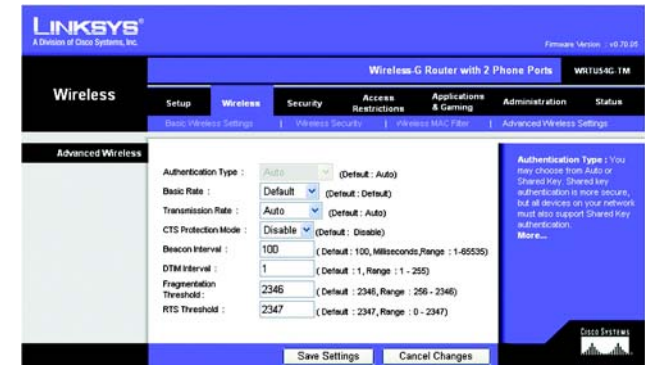 LINKSYS®
A Division of Cisco Systems, Inc.
Firmware Version : v0.70.05
Wireless-G Router with 2 Phone Ports WRTU54G-TM
Wireless
Setup Wireless Security Access Restrictions Applications & Gaming Administration Status
Basic Wireless Settings | Wireless Security | Wireless MAC Filter | Advanced Wireless Settings
Advanced Wireless
Authentication Type : Auto (Default : Auto)
Basic Rate : Default (Default : Default)
Transmission Rate : Auto (Default : Auto)
CTS Protection Mode : Disable (Default : Disable)
Beacon Interval : 100 ( Default : 100, Milliseconds,Range : 1-65535)
DTIM Interval : 1 ( Default : 1, Range : 1 - 255)
Fragmentation Threshold : 2346 ( Default : 2346, Range : 256 - 2346)
RTS Threshold : 2347 ( Default : 2347, Range : 0 - 2347)
Authentication Type : You
may choose from Auto or
Shared Key. Shared key
authentication is more secure,
but all devices on your network
must also support Shared Key
authentication.
More...
Save Settings Cancel Changes
CISCO SYSTEMS